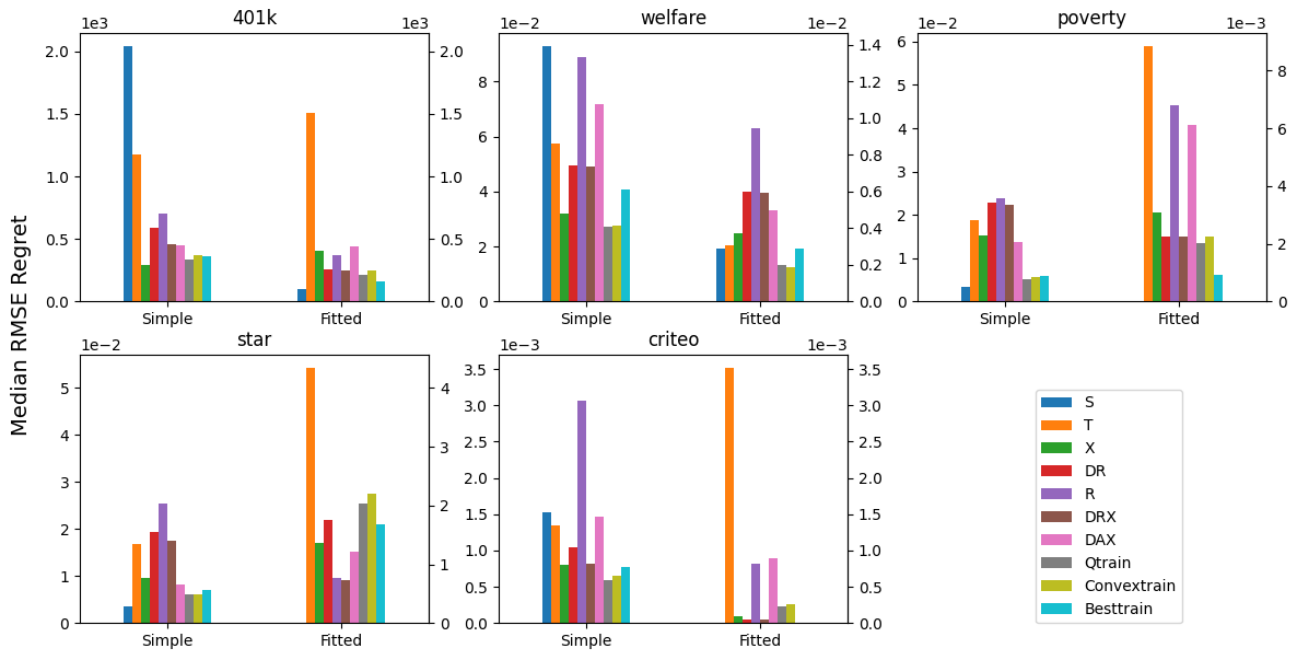 Median RMSE Regret
401k
1e3
1e3
2.0
1.5
1.0
0.5
0.0
2.0
1.5
1.0
0.5
0.0
Simple
Fitted
welfare
1e−2
1e−2
8
6
4
2
0
1.4
1.2
1.0
0.8
0.6
0.4
0.2
0.0
Simple
Fitted
poverty
1e−2
1e−3
6
5
4
3
2
1
0
8
6
4
2
0
Simple
Fitted
star
1e−2
5
4
3
2
1
0
4
3
2
1
0
Simple
Fitted
criteo
1e−3
1e−3
3.5
3.0
2.5
2.0
1.5
1.0
0.5
0.0
3.5
3.0
2.5
2.0
1.5
1.0
0.5
0.0
Simple
Fitted
S
T
X
DR
R
DRX
DAX
Qtrain
Convextrain
Besttrain